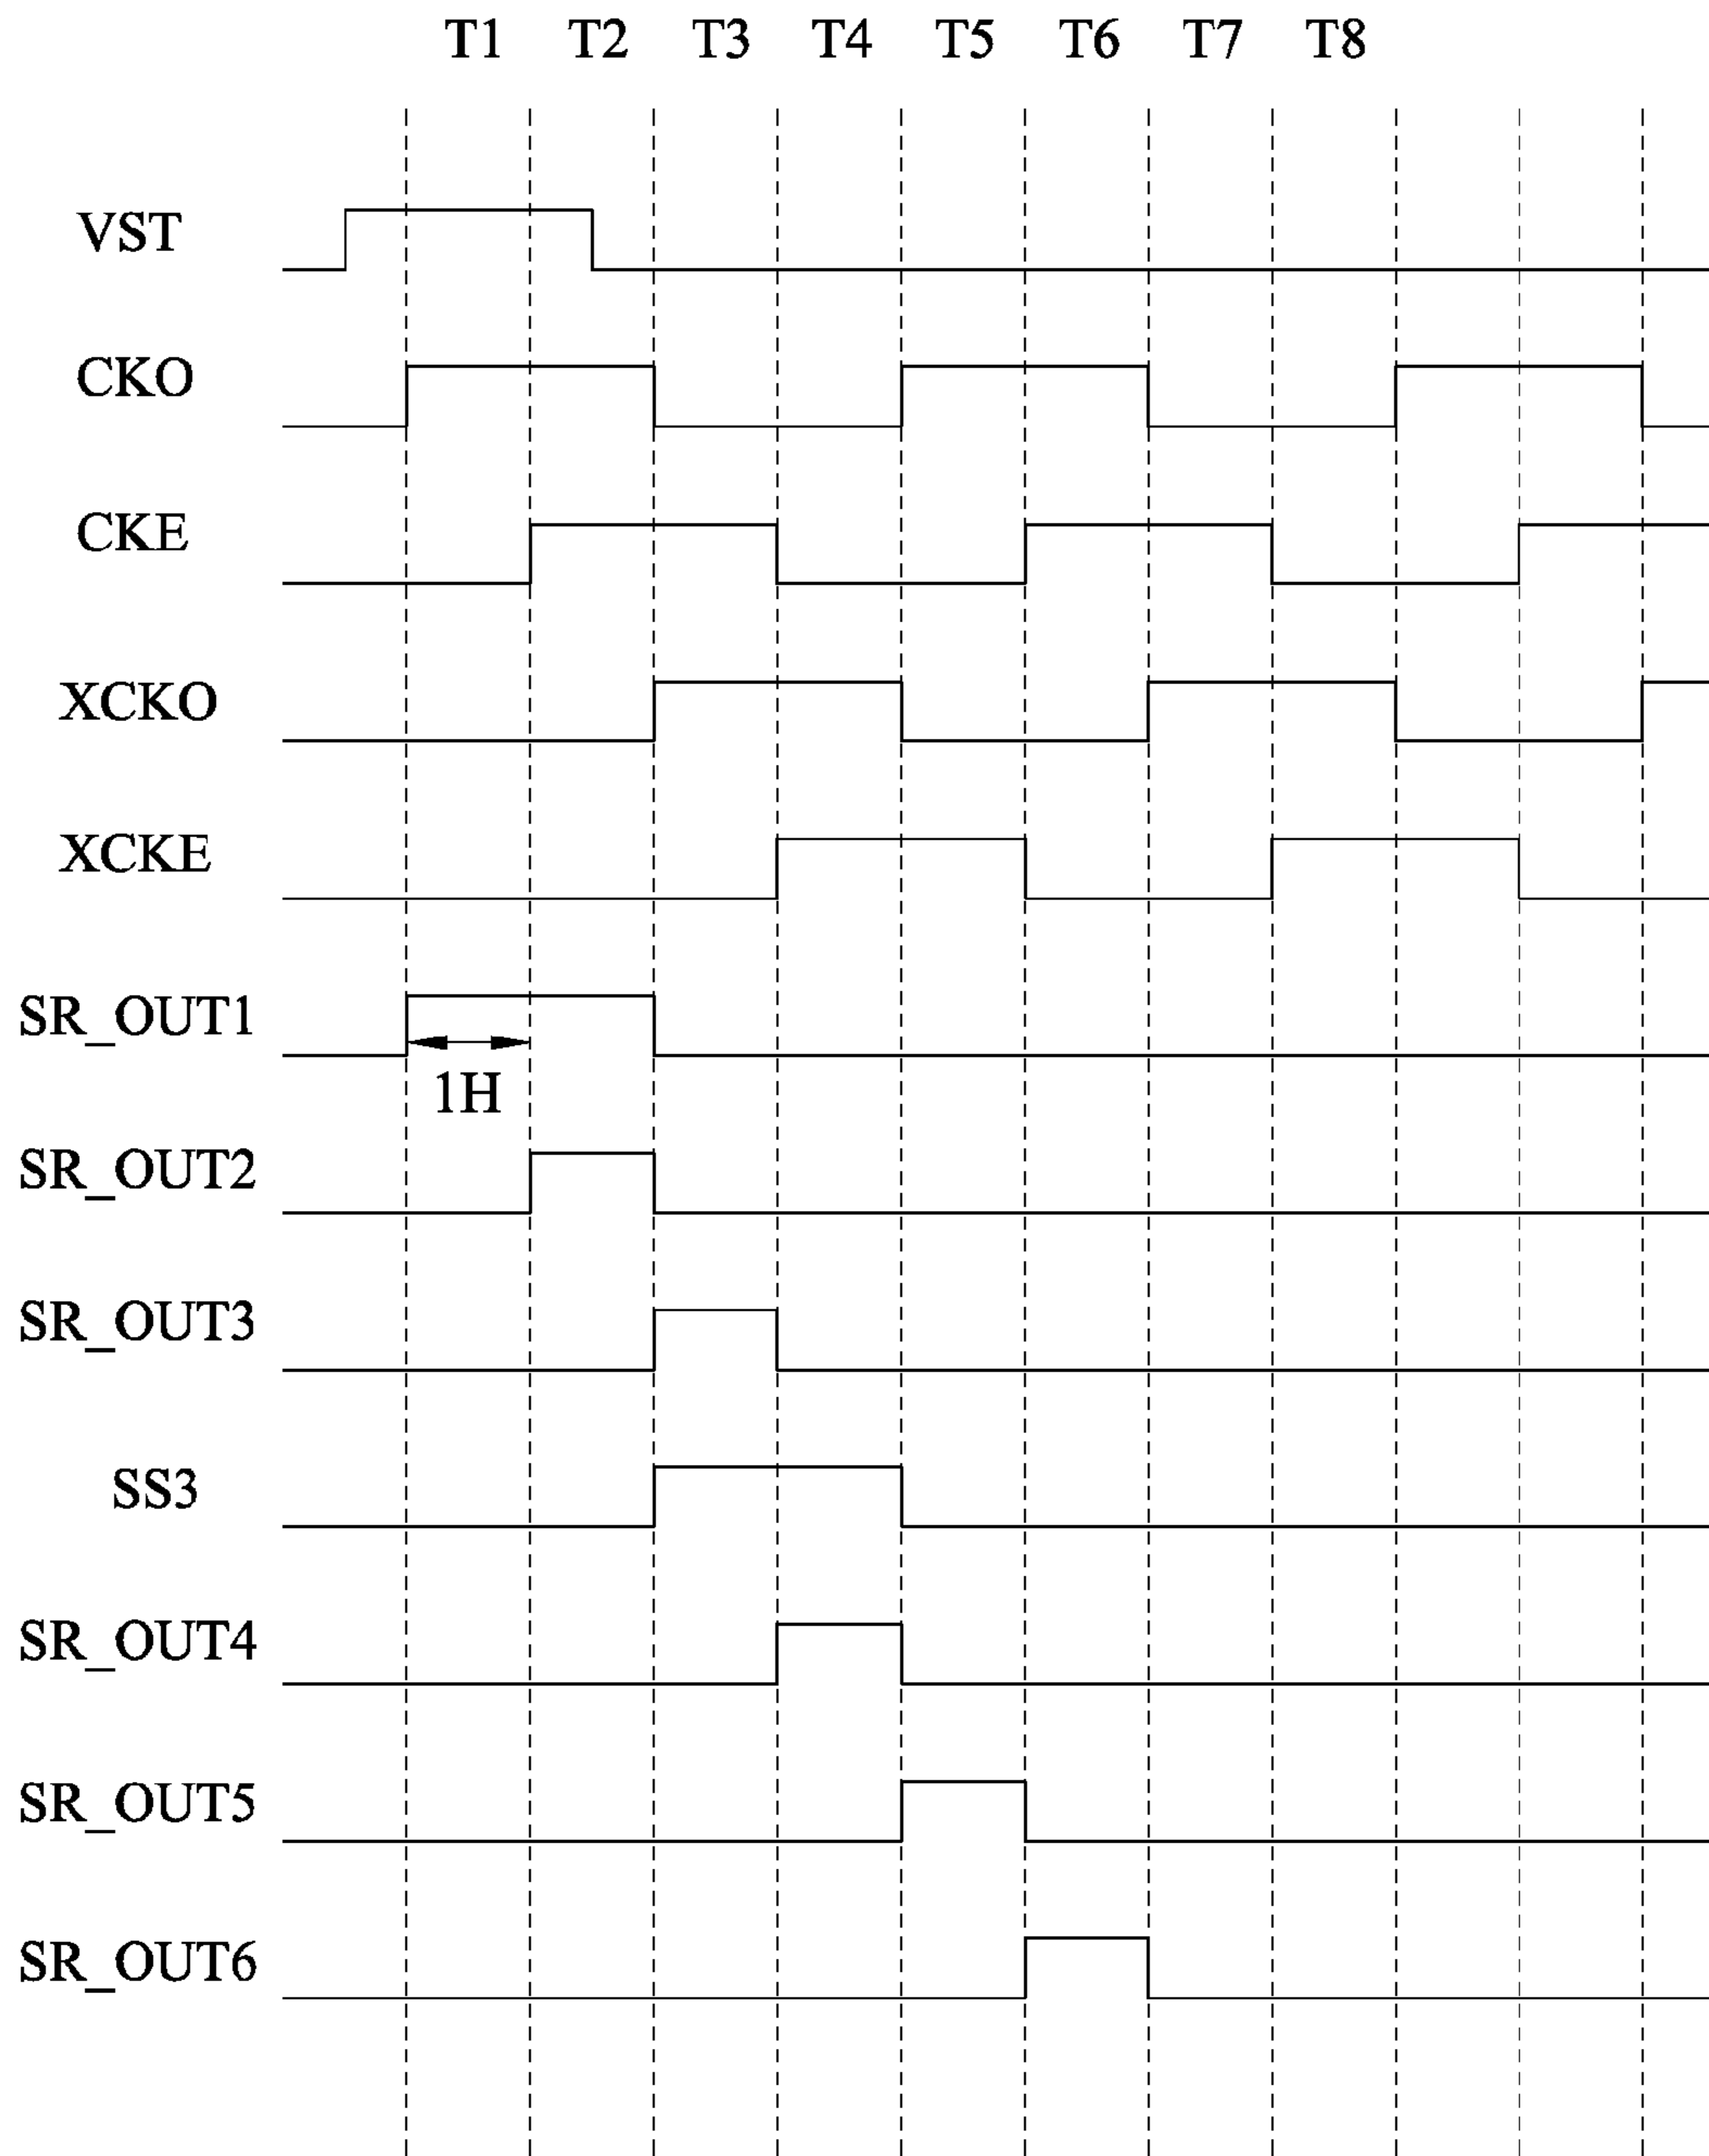 T1 T2 T3 T4 T5 T6 T7 T8
VST
CKO
CKE
XCKO
XCKE
SR_OUT1
1H
SR_OUT2
SR_OUT3
SS3
SR_OUT4
SR_OUT5
SR_OUT6